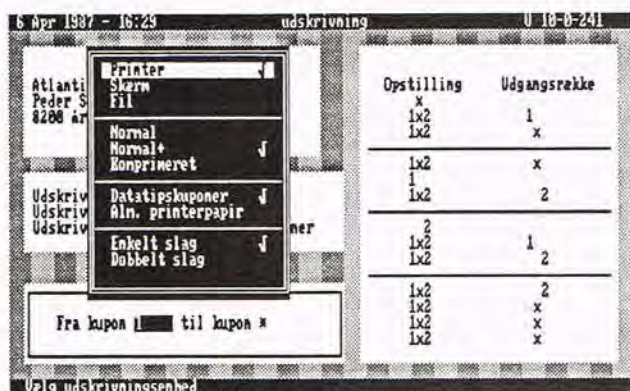 6 Apr 1987 - 16:29 udskrivning U 10-0-241
Printer √
Skærm
Fil
Normal
Normal+ √
Komprimeret
Datatipskuponer √
Aln. printerpapir
Enkelt slag √
Dobbelt slag
Atlanti
Peder S
8200 År
Udskriv
Udskriv
Udskriv ner
Fra kupon 1 til kupon *
Opstilling Udgangsrække
x
1x2 1
1x2 x
1x2 x
1
1x2 2
2
1x2 1
1x2 2
1x2 2
1x2 x
1x2 x
1x2 x
Vælg udskrivningsenhed